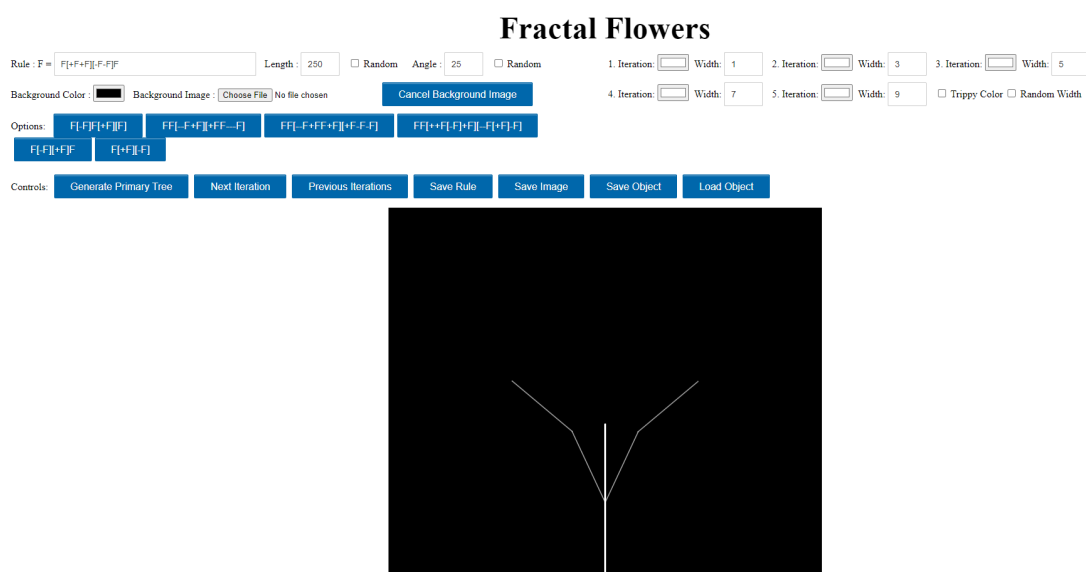 Fractal Flowers
Rule : F = F[+F+F][-F-F]F Length : 250 Random Angle : 25 Random 1. Iteration: Width: 1 2. Iteration: Width: 3 3. Iteration: Width: 5
Background Color : Background Image : Choose File No file chosen Cancel Background Image 4. Iteration: Width: 7 5. Iteration: Width: 9 Trippy Color Random Width
Options: F[-F]F[+F][F] FF[--F+F][+FF---F] FF[--F+FF+F][+F-F-F] FF[++F[-F]+F][--F[+F]-F]
F[-F][+F]F F[+F][-F]
Controls: Generate Primary Tree Next Iteration Previous Iterations Save Rule Save Image Save Object Load Object